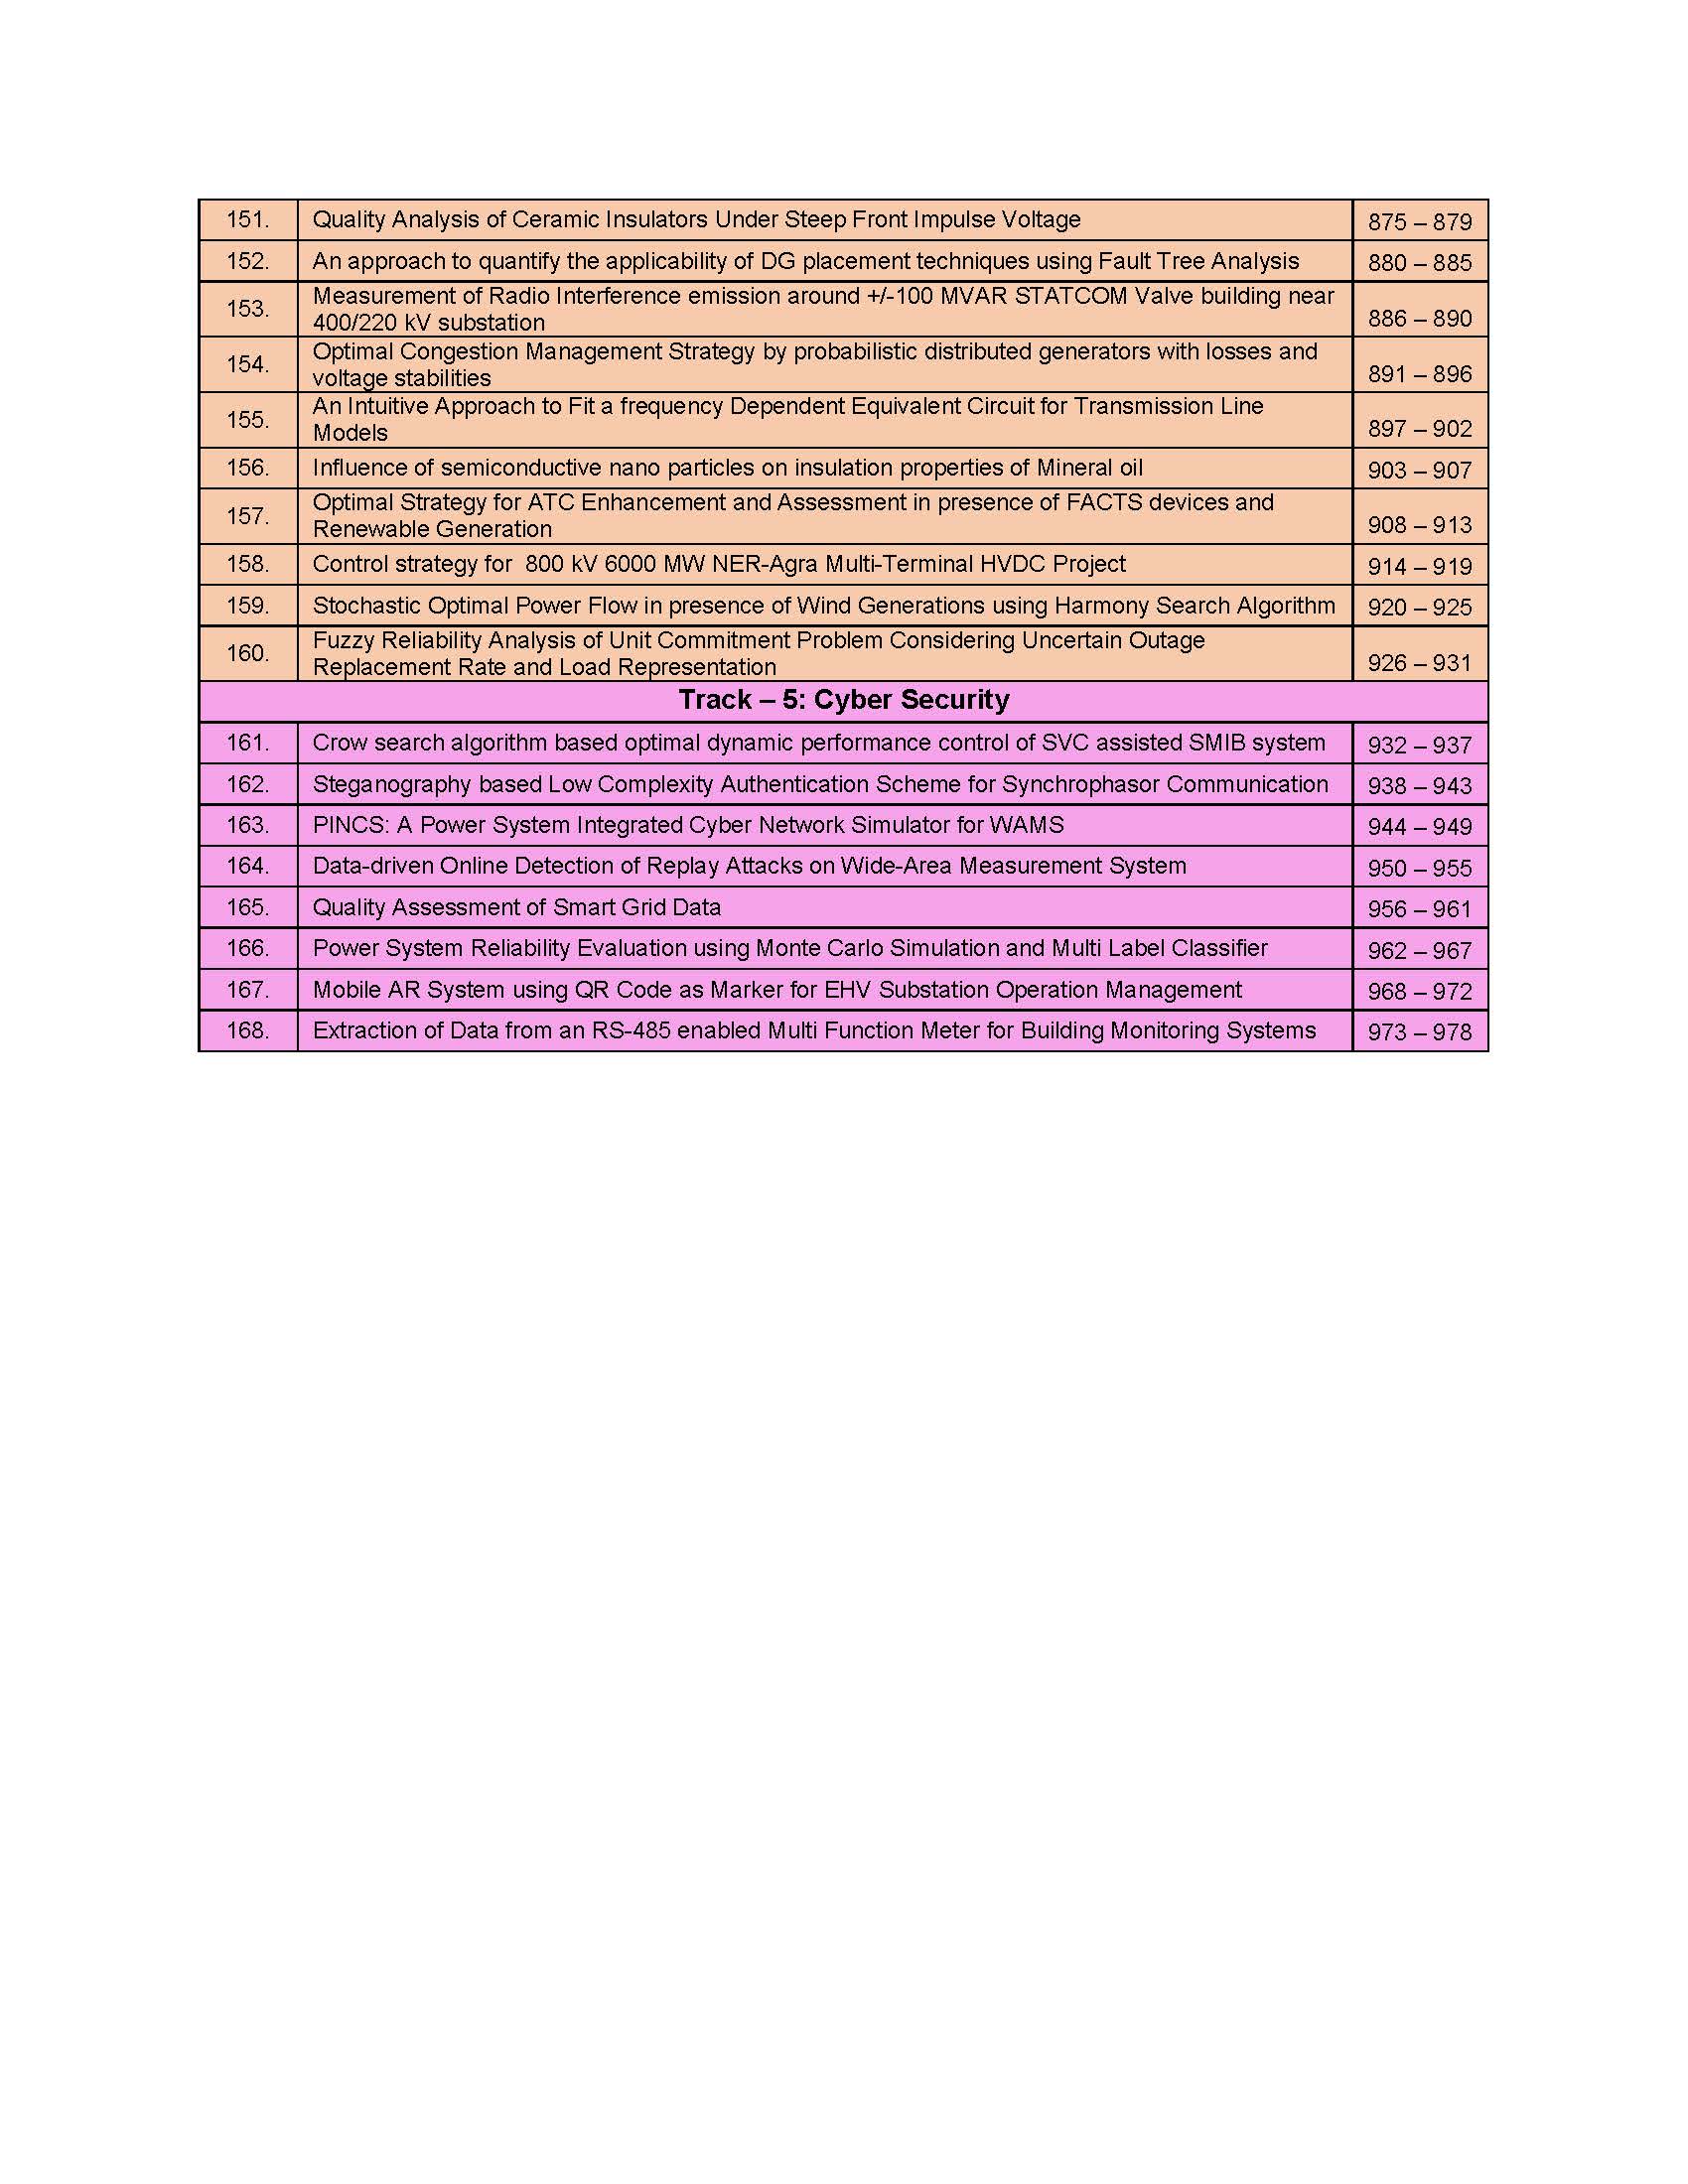 151. Quality Analysis of Ceramic Insulators Under Steep Front Impulse Voltage 875 – 879
152. An approach to quantify the applicability of DG placement techniques using Fault Tree Analysis 880 – 885
153. Measurement of Radio Interference emission around +/-100 MVAR STATCOM Valve building near
400/220 kV substation 886 – 890
154. Optimal Congestion Management Strategy by probabilistic distributed generators with losses and
voltage stabilities 891 – 896
155. An Intuitive Approach to Fit a frequency Dependent Equivalent Circuit for Transmission Line
Models 897 – 902
156. Influence of semiconductive nano particles on insulation properties of Mineral oil 903 – 907
157. Optimal Strategy for ATC Enhancement and Assessment in presence of FACTS devices and
Renewable Generation 908 – 913
158. Control strategy for  800 kV 6000 MW NER-Agra Multi-Terminal HVDC Project 914 – 919
159. Stochastic Optimal Power Flow in presence of Wind Generations using Harmony Search Algorithm 920 – 925
160. Fuzzy Reliability Analysis of Unit Commitment Problem Considering Uncertain Outage
Replacement Rate and Load Representation 926 – 931
Track – 5: Cyber Security
161. Crow search algorithm based optimal dynamic performance control of SVC assisted SMIB system 932 – 937
162. Steganography based Low Complexity Authentication Scheme for Synchrophasor Communication 938 – 943
163. PINCS: A Power System Integrated Cyber Network Simulator for WAMS 944 – 949
164. Data-driven Online Detection of Replay Attacks on Wide-Area Measurement System 950 – 955
165. Quality Assessment of Smart Grid Data 956 – 961
166. Power System Reliability Evaluation using Monte Carlo Simulation and Multi Label Classifier 962 – 967
167. Mobile AR System using QR Code as Marker for EHV Substation Operation Management 968 – 972
168. Extraction of Data from an RS-485 enabled Multi Function Meter for Building Monitoring Systems 973 – 978